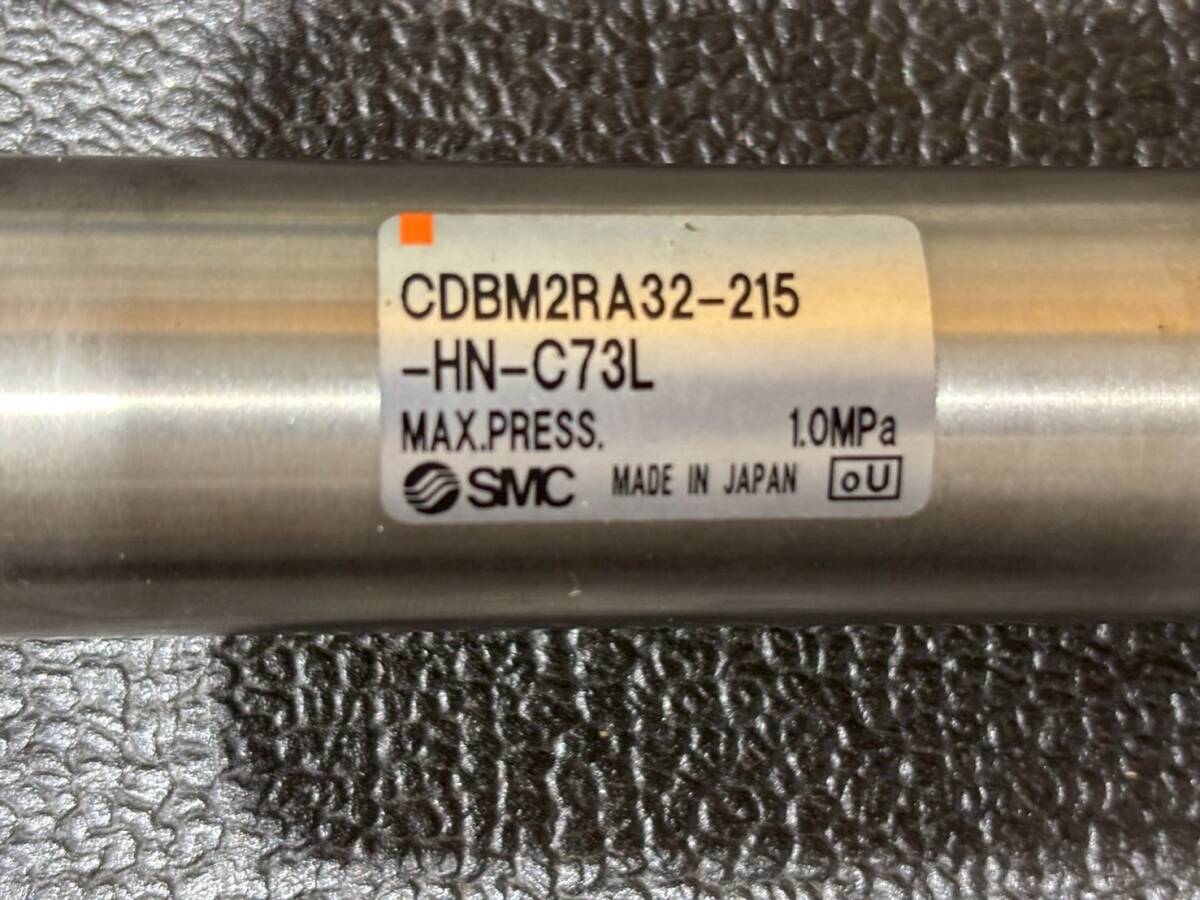 CDBM2RA32-215
-HN-C73L
MAX.PRESS. 1.0MPa
SMC MADE IN JAPAN oU